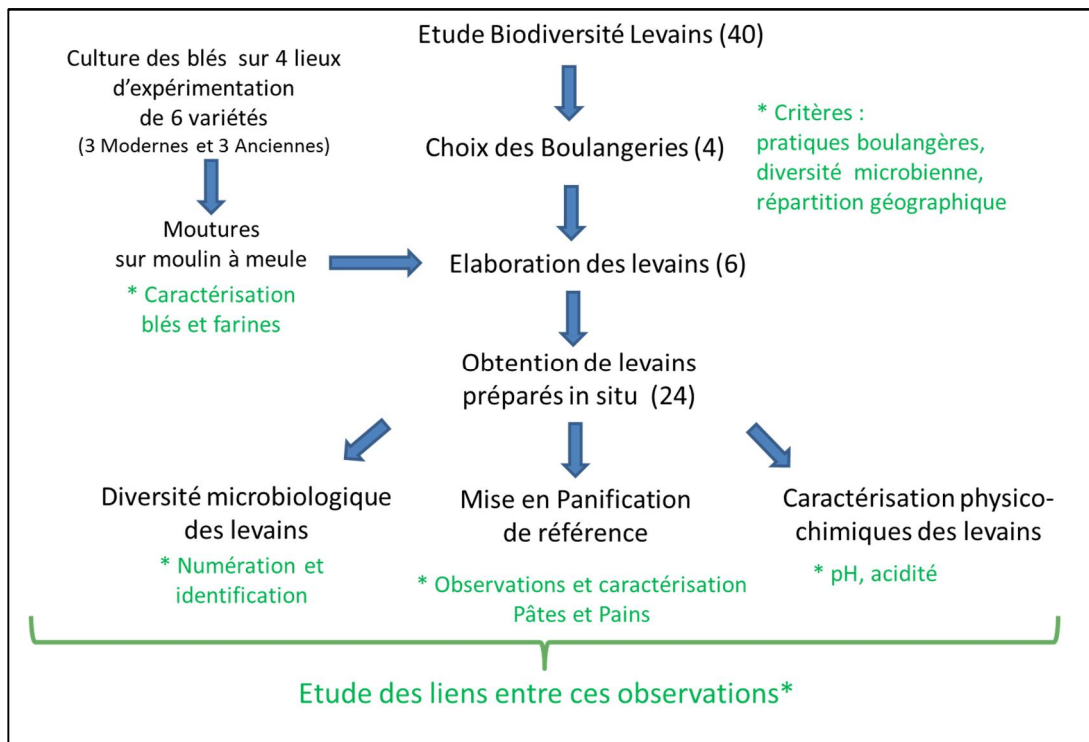 Etude Biodiversité Levains (40)
Culture des blés sur 4 lieux
d’expérimentation
de 6 variétés
(3 Modernes et 3 Anciennes)
* Critères :
pratiques boulangères,
diversité microbienne,
répartition géographique
Choix des Boulangeries (4)
Moutures
sur moulin à meule
* Caractérisation
blés et farines
Elaboration des levains (6)
Obtention de levains
préparés in situ (24)
Diversité microbiologique
des levains
* Numération et
identification
Mise en Panification
de référence
* Observations et caractérisation
Pâtes et Pains
Caractérisation physico-
chimiques des levains
* pH, acidité
Etude des liens entre ces observations*